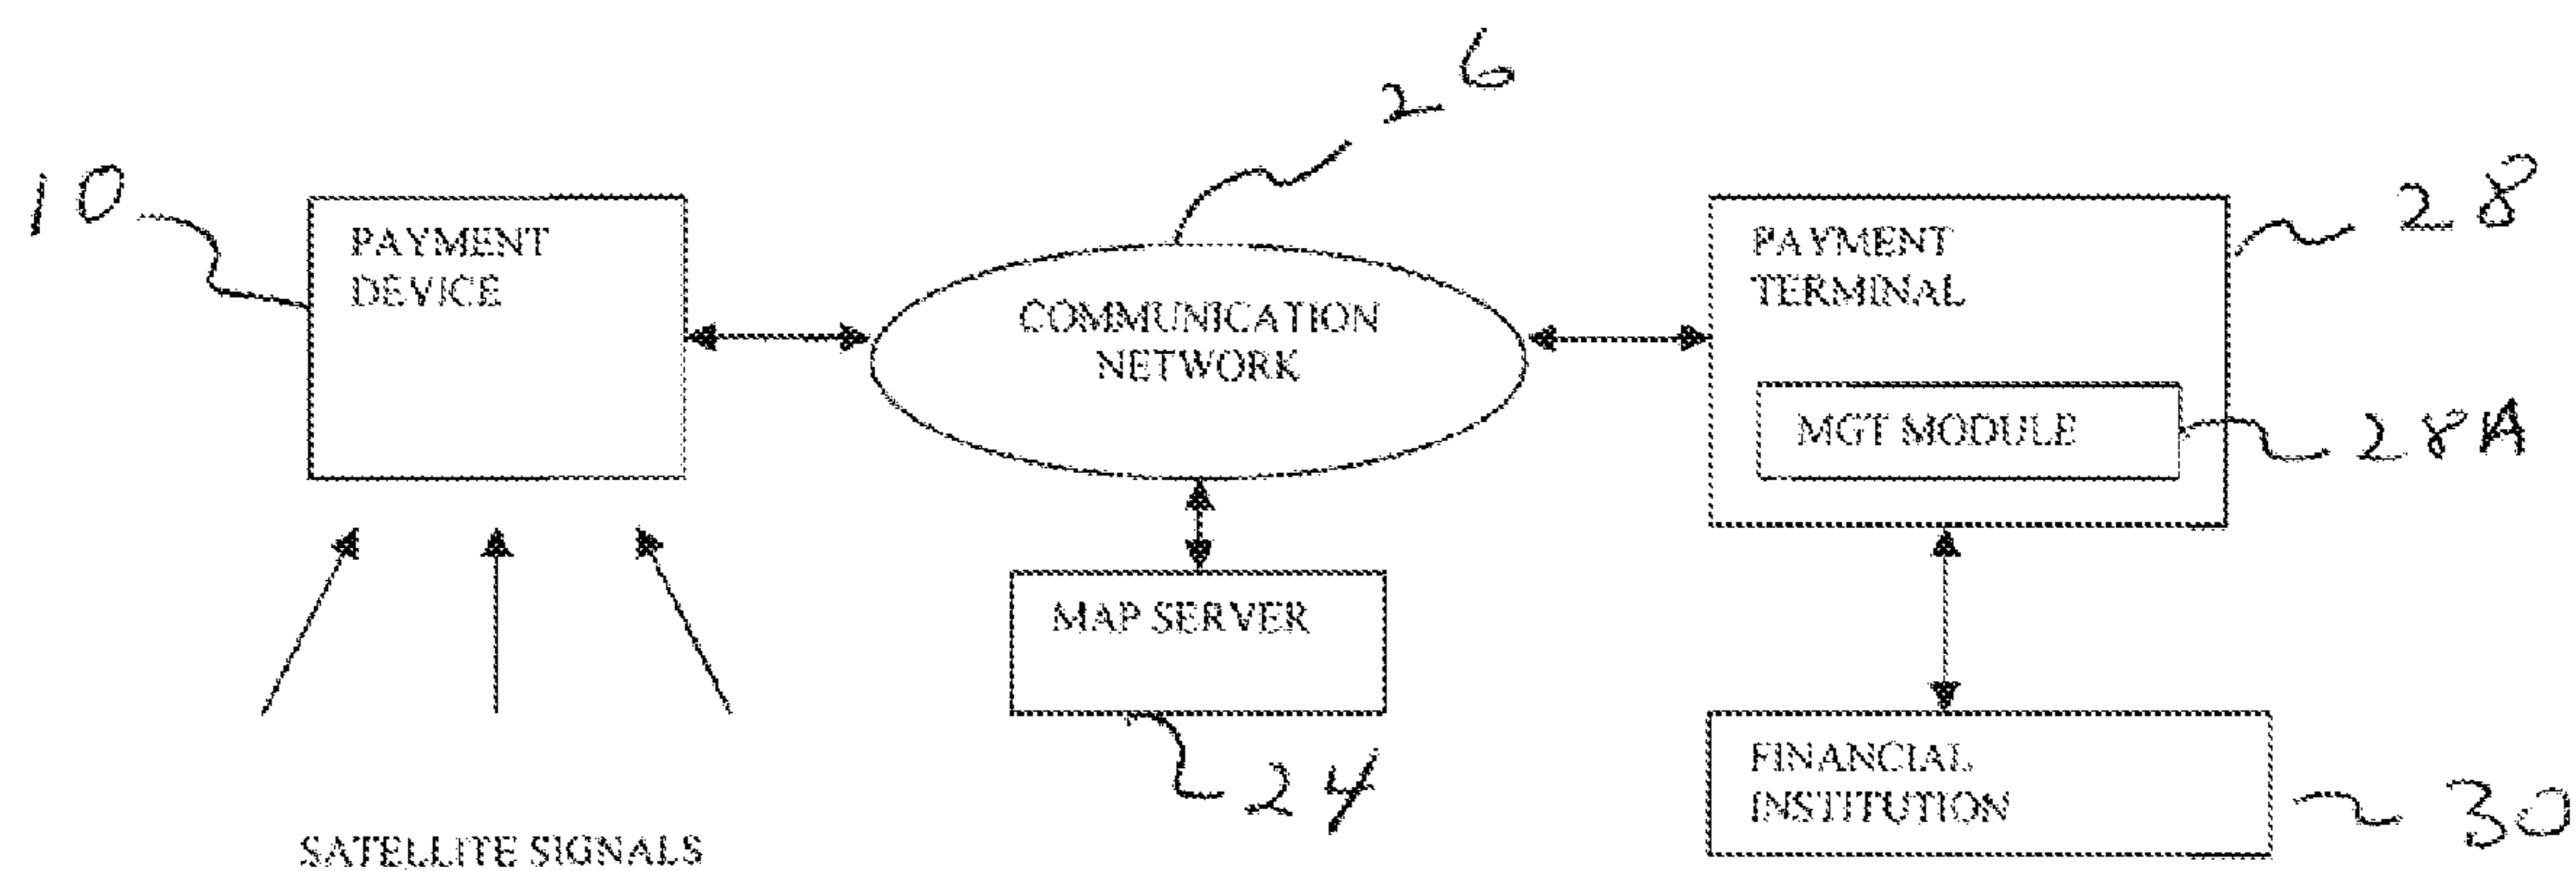 26
10
PAYMENT
DEVICE
COMMUNICATION
NETWORK
PAYMENT
TERMINAL
28
MGT MODULE
28A
MAP SERVER
24
FINANCIAL
INSTITUTION
30
SATELLITE SIGNALS